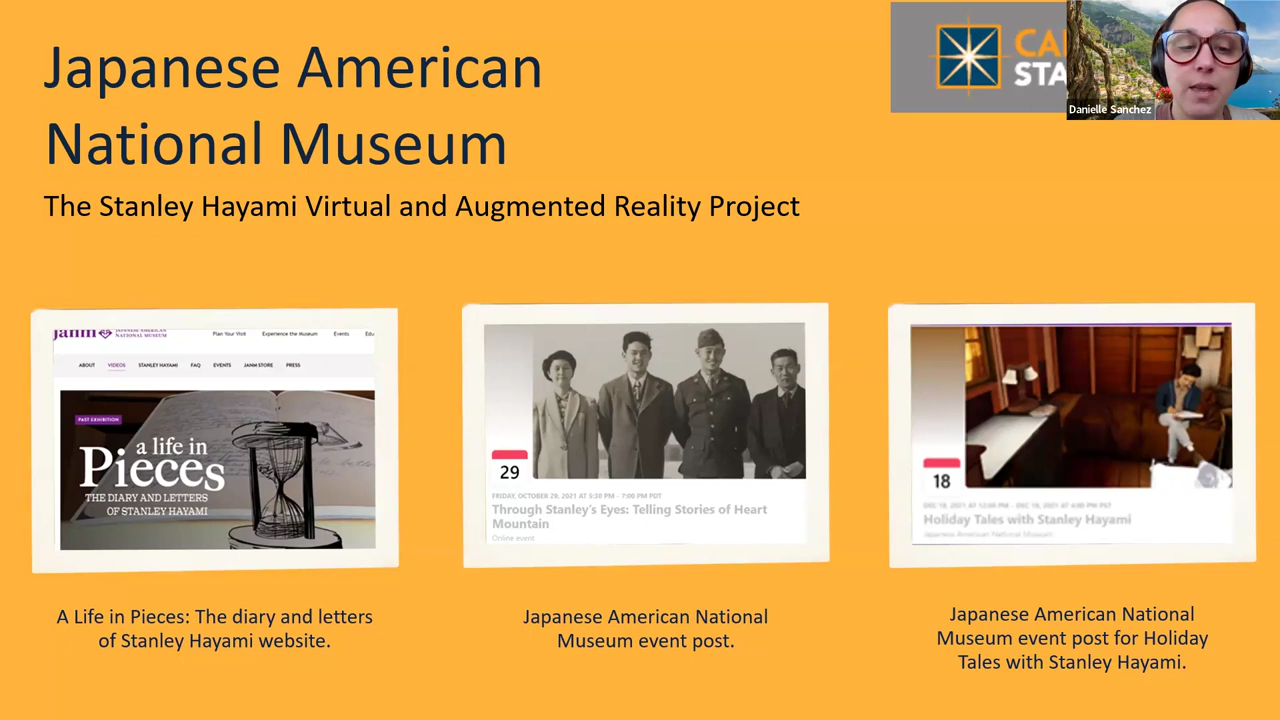 Japanese American
National Museum
The Stanley Hayami Virtual and Augmented Reality Project
CA
STA
Danielle Sanchez
janm JAPANESE AMERICAN
NATIONAL MUSEUM
Plan Your Visit Experience the Museum Events Edu
ABOUT VIDEOS STANLEY HAYAMI FAQ EVENTS JANM STORE PRESS
PAST EXHIBITION
a life in
Pieces
THE DIARY AND LETTERS
OF STANLEY HAYAMI
29
FRIDAY, OCTOBER 29, 2021 AT 5:30 PM - 7:00 PM PDT
Through Stanley's Eyes: Telling Stories of Heart
Mountain
Online event
18
DEC 18, 2021 AT 12:00 PM - DEC 18, 2021 AT 4:00 PM PST
Holiday Tales with Stanley Hayami
Japanese American National Museum
A Life in Pieces: The diary and letters
of Stanley Hayami website.
Japanese American National
Museum event post.
Japanese American National
Museum event post for Holiday
Tales with Stanley Hayami.